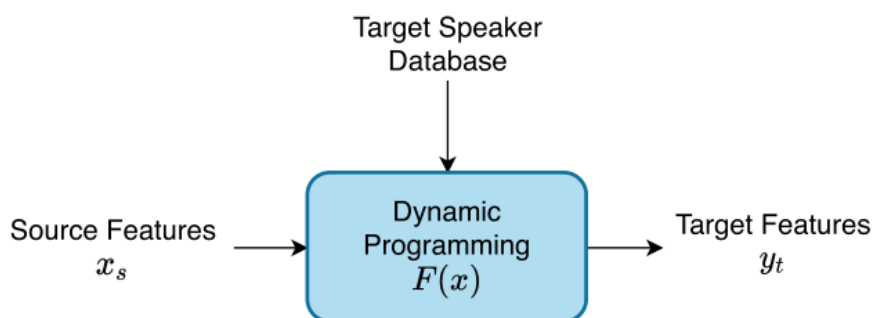 Target Speaker
Database
Source Features
x_s
Dynamic
Programming
F(x)
Target Features
y_t